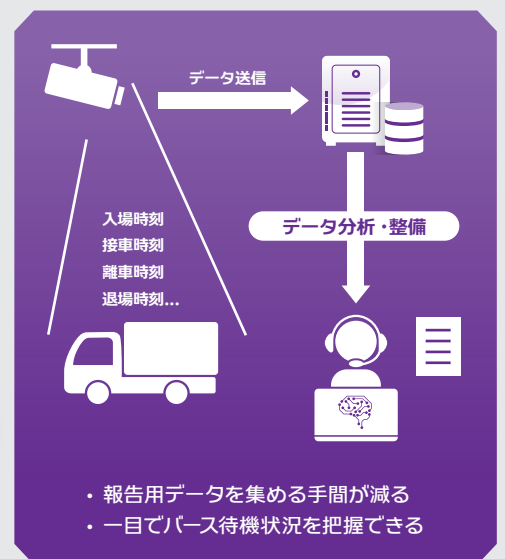 データ送信
入場時刻
接車時刻
離車時刻
退場時刻...
データ分析・整備
・報告用データを集める手間が減る
・一目でバース待機状況を把握できる